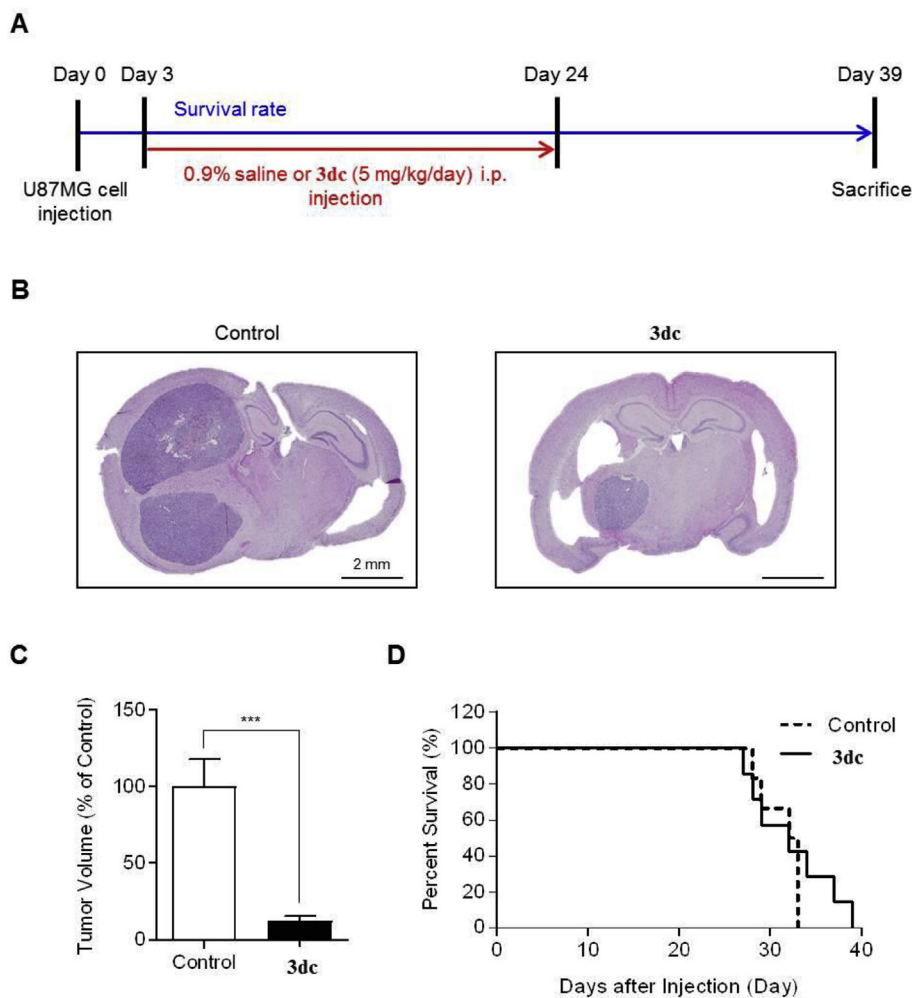 A
Day 0 Day 3 Day 24 Day 39
Survival rate
0.9% saline or 3dc (5 mg/kg/day) i.p.
injection
U87MG cell
injection
Sacrifice
B
Control 3dc
2 mm
C
Tumor Volume (% of Control)
150
100
50
0
***
Control 3dc
D
Percent Survival (%)
120
100
80
60
40
20
0
0 10 20 30 40
Days after Injection (Day)
Control
3dc